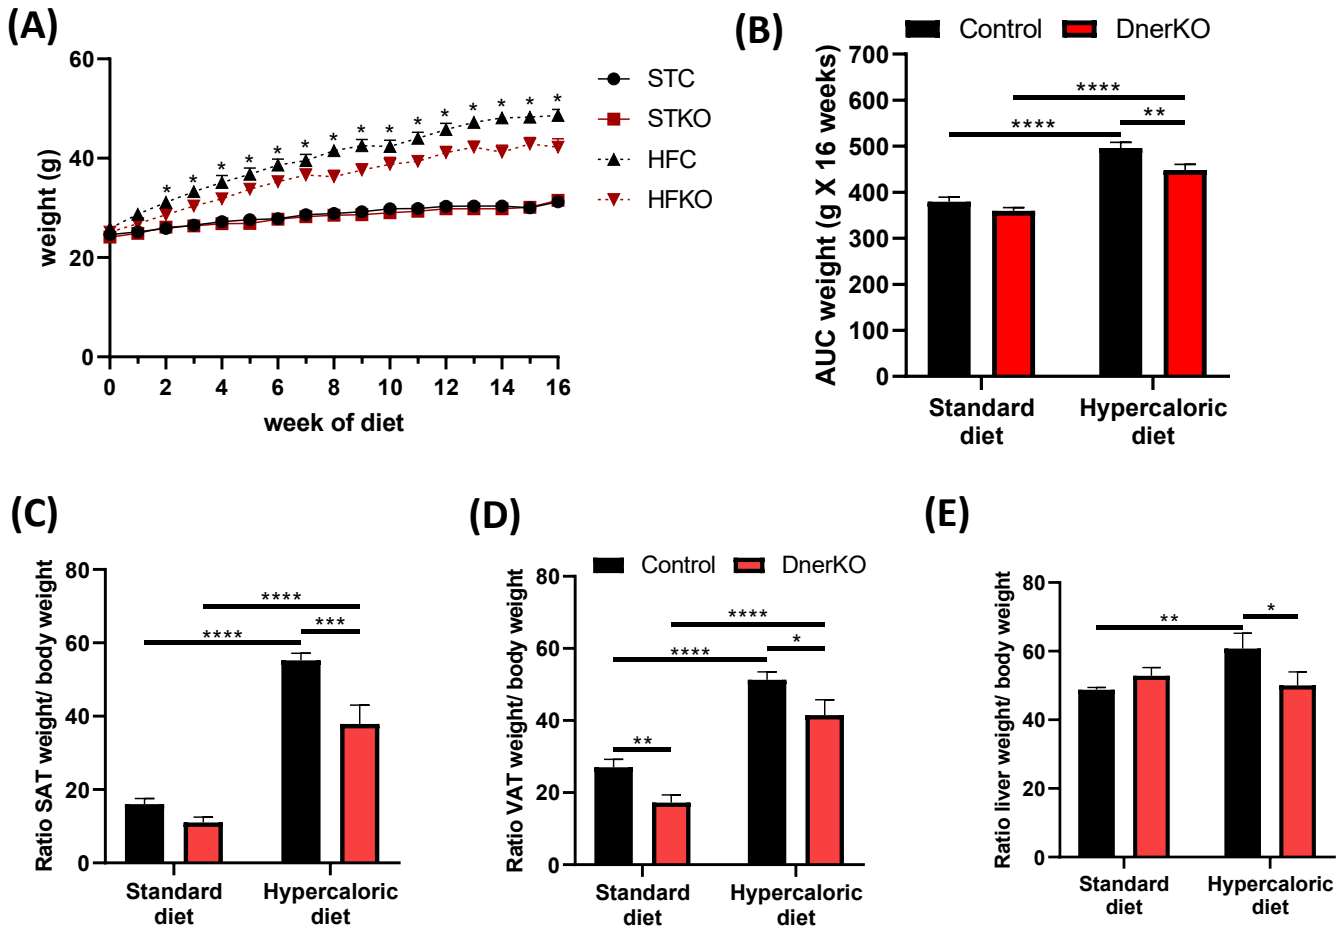 (A)
60
40
20
0
weight (g)
* * * * * * * * * * * * * * *
0 2 4 6 8 10 12 14 16
week of diet
STC
STKO
HFC
HFKO
(B)
Control DnerKO
700
600
500
400
300
200
100
0
AUC weight (g X 16 weeks)
****
**
****
Standard
diet
Hypercaloric
diet
(C)
80
60
40
20
0
Ratio SAT weight/ body weight
****
***
****
Standard
diet
Hypercaloric
diet
(D)
Control DnerKO
80
60
40
20
0
Ratio VAT weight/ body weight
****
*
****
**
Standard
diet
Hypercaloric
diet
(E)
80
60
40
20
0
Ratio liver weight/ body weight
*
**
Standard
diet
Hypercaloric
diet